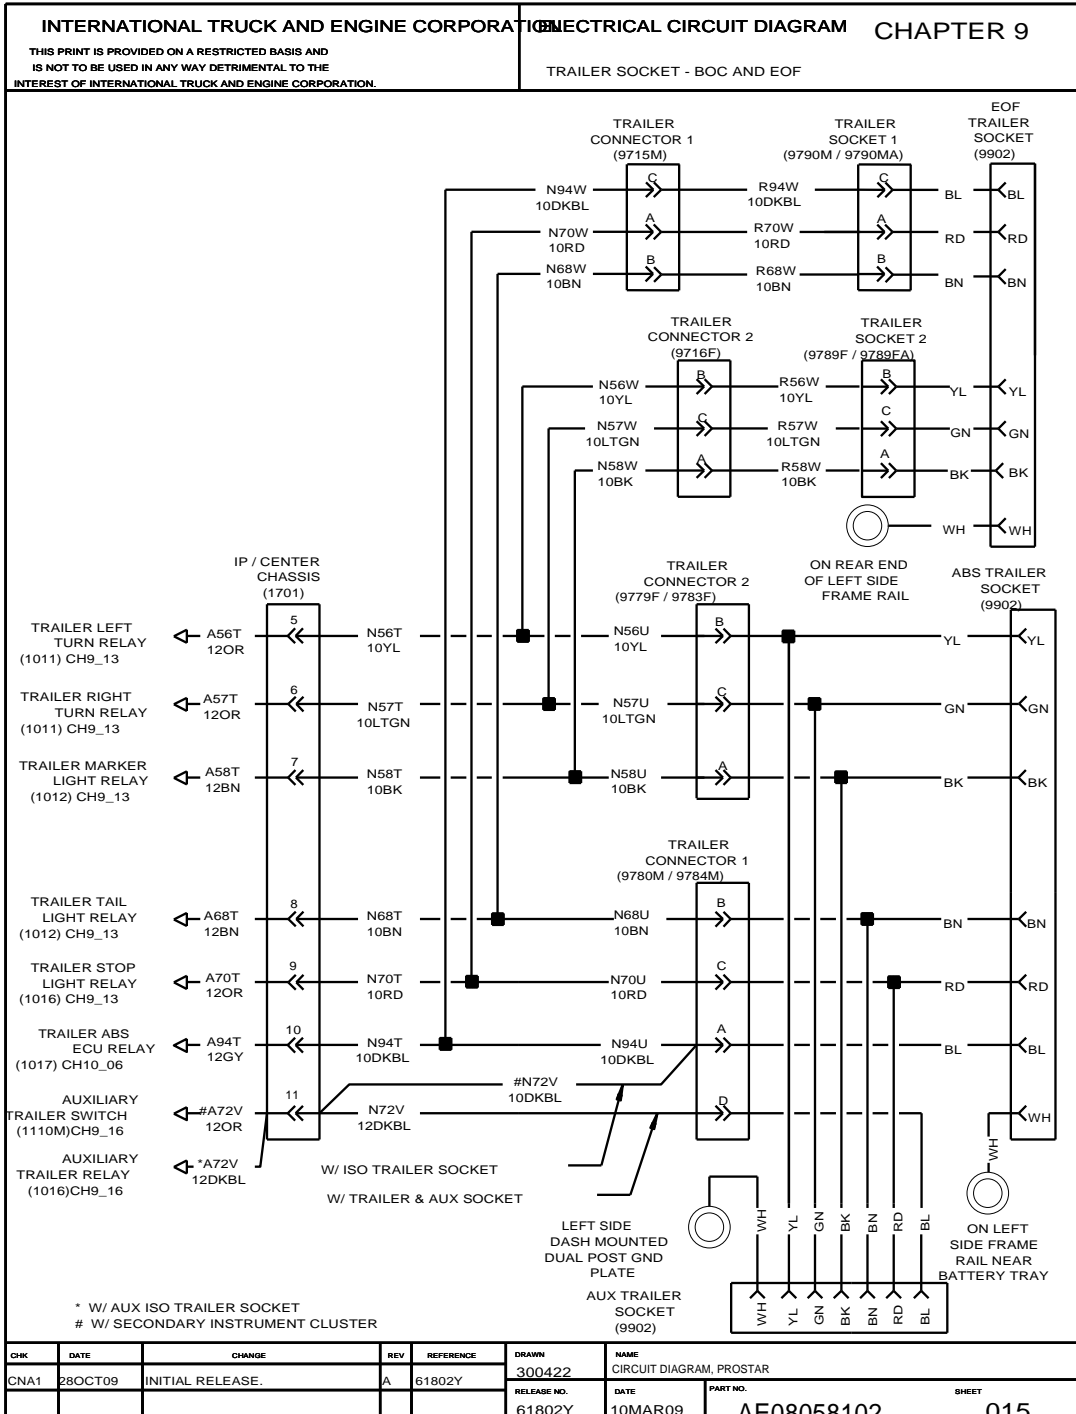 INTERNATIONAL TRUCK AND ENGINE CORPORATION
THIS PRINT IS PROVIDED ON A RESTRICTED BASIS AND
IS NOT TO BE USED IN ANY WAY DETRIMENTAL TO THE
INTEREST OF INTERNATIONAL TRUCK AND ENGINE CORPORATION.
ELECTRICAL CIRCUIT DIAGRAM
CHAPTER 9
TRAILER SOCKET - BOC AND EOF
TRAILER
CONNECTOR 1
(9715M)
TRAILER
SOCKET 1
(9790M / 9790MA)
EOF
TRAILER
SOCKET
(9902)
N94W
10DKBL
C
R94W
10DKBL
C
BL
BL
N70W
10RD
A
R70W
10RD
A
RD
RD
N68W
10BN
B
R68W
10BN
B
BN
BN
TRAILER
CONNECTOR 2
(9716F)
TRAILER
SOCKET 2
(9789F / 9789FA)
N56W
10YL
B
R56W
10YL
B
YL
YL
N57W
10LTGN
C
R57W
10LTGN
C
GN
GN
N58W
10BK
A
R58W
10BK
A
BK
BK
WH
WH
ON REAR END
OF LEFT SIDE
FRAME RAIL
IP / CENTER
CHASSIS
(1701)
TRAILER
CONNECTOR 2
(9779F / 9783F)
ABS TRAILER
SOCKET
(9902)
TRAILER LEFT
TURN RELAY
(1011) CH9_13
A56T
12OR
5
N56T
10YL
N56U
10YL
B
YL
YL
TRAILER RIGHT
TURN RELAY
(1011) CH9_13
A57T
12OR
6
N57T
10LTGN
N57U
10LTGN
C
GN
GN
TRAILER MARKER
LIGHT RELAY
(1012) CH9_13
A58T
12BN
7
N58T
10BK
N58U
10BK
A
BK
BK
TRAILER
CONNECTOR 1
(9780M / 9784M)
TRAILER TAIL
LIGHT RELAY
(1012) CH9_13
A68T
12BN
8
N68T
10BN
N68U
10BN
B
BN
BN
TRAILER STOP
LIGHT RELAY
(1016) CH9_13
A70T
12OR
9
N70T
10RD
N70U
10RD
C
RD
RD
TRAILER ABS
ECU RELAY
(1017) CH10_06
A94T
12GY
10
N94T
10DKBL
N94U
10DKBL
A
BL
BL
#N72V
10DKBL
AUXILIARY
TRAILER SWITCH
(1110M)CH9_16
#A72V
12OR
11
N72V
12DKBL
D
WH
WH
AUXILIARY
TRAILER RELAY
(1016)CH9_16
*A72V
12DKBL
W/ ISO TRAILER SOCKET
W/ TRAILER & AUX SOCKET
LEFT SIDE
DASH MOUNTED
DUAL POST GND
PLATE
WH
YL
GN
BK
BN
RD
BL
ON LEFT
SIDE FRAME
RAIL NEAR
BATTERY TRAY
AUX TRAILER
SOCKET
(9902)
WH
YL
GN
BK
BN
RD
BL
* W/ AUX ISO TRAILER SOCKET
# W/ SECONDARY INSTRUMENT CLUSTER
CHK DATE CHANGE REV REFERENCE
CNA1 28OCT09 INITIAL RELEASE. A 61802Y
DRAWN
300422
NAME
CIRCUIT DIAGRAM, PROSTAR
RELEASE NO.
61802Y
DATE
10MAR09
PART NO.
AE08058102
SHEET
015